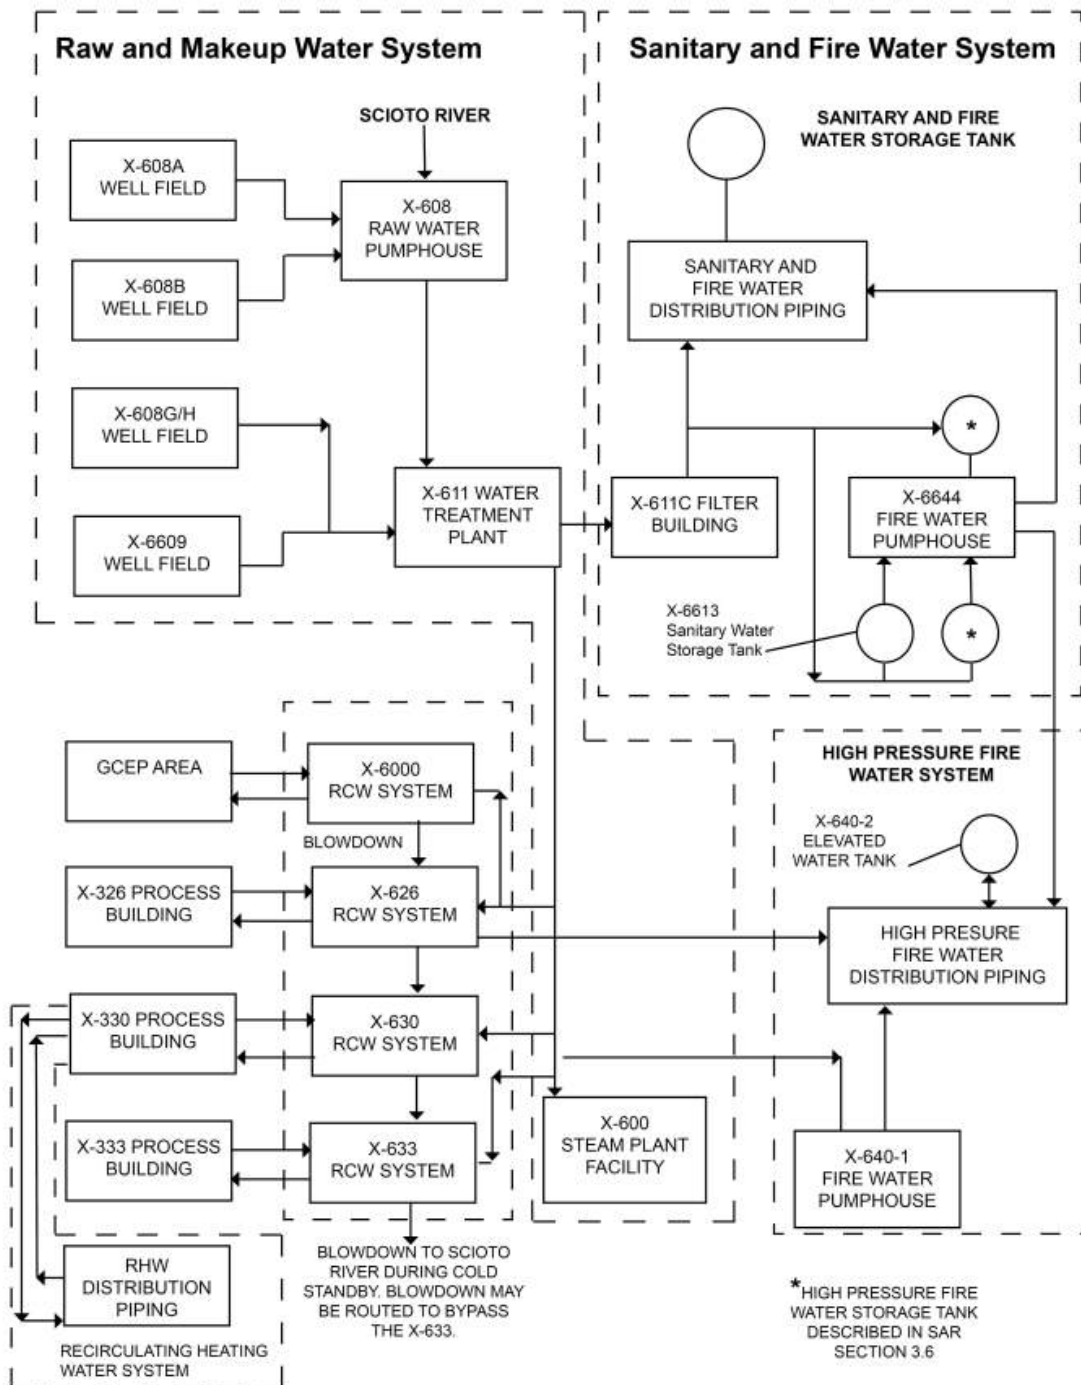 Raw and Makeup Water System
SCIOTO RIVER
X-608A
WELL FIELD
X-608
RAW WATER
PUMPHOUSE
X-608B
WELL FIELD
X-608G/H
WELL FIELD
X-611 WATER
TREATMENT
PLANT
X-6609
WELL FIELD
Sanitary and Fire Water System
SANITARY AND FIRE
WATER STORAGE TANK
SANITARY AND
FIRE WATER
DISTRIBUTION PIPING
*
X-611C FILTER
BUILDING
X-6644
FIRE WATER
PUMPHOUSE
X-6613
Sanitary Water
Storage Tank
*
GCEP AREA
X-6000
RCW SYSTEM
BLOWDOWN
X-326 PROCESS
BUILDING
X-626
RCW SYSTEM
X-330 PROCESS
BUILDING
X-630
RCW SYSTEM
X-333 PROCESS
BUILDING
X-633
RCW SYSTEM
X-600
STEAM PLANT
FACILITY
BLOWDOWN TO SCIOTO
RIVER DURING COLD
STANDBY. BLOWDOWN MAY
BE ROUTED TO BYPASS
THE X-633.
RHW
DISTRIBUTION
PIPING
RECIRCULATING HEATING
WATER SYSTEM
HIGH PRESSURE FIRE
WATER SYSTEM
X-640-2
ELEVATED
WATER TANK
HIGH PRESURE
FIRE WATER
DISTRIBUTION PIPING
X-640-1
FIRE WATER
PUMPHOUSE
*HIGH PRESSURE FIRE
WATER STORAGE TANK
DESCRIBED IN SAR
SECTION 3.6